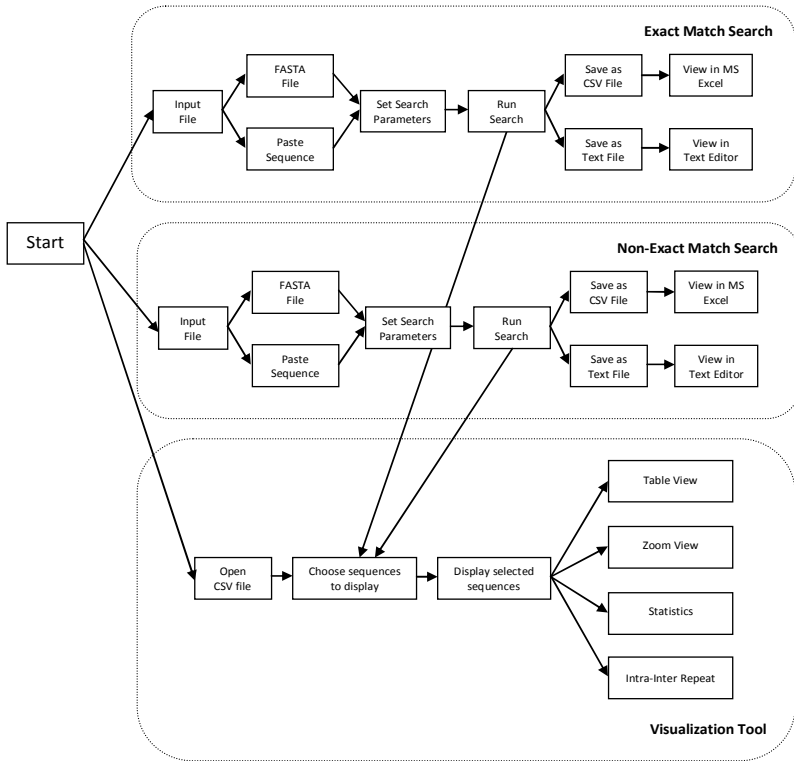 Exact Match Search
FASTA
File
Save as
CSV File
View in MS
Excel
Input
File
Set Search
Parameters
Run
Search
Paste
Sequence
Save as
Text File
View in
Text Editor
Start
Non-Exact Match Search
FASTA
File
Save as
CSV File
View in MS
Excel
Input
File
Set Search
Parameters
Run
Search
Paste
Sequence
Save as
Text File
View in
Text Editor
Table View
Zoom View
Open
CSV file
Choose sequences
to display
Display selected
sequences
Statistics
Intra-Inter Repeat
Visualization Tool